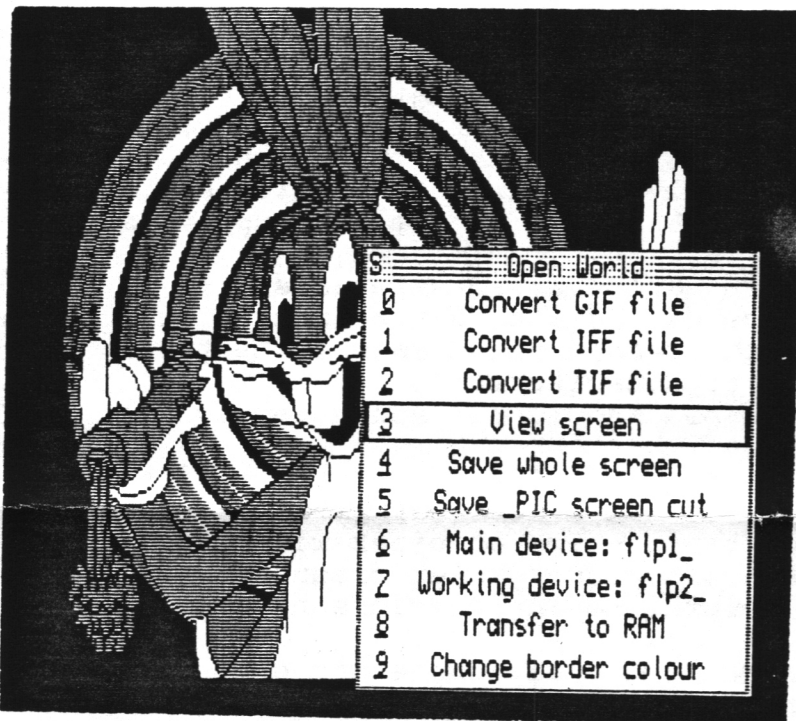 S Open World
0 Convert GIF file
1 Convert IFF file
2 Convert TIF file
3 View screen
4 Save whole screen
5 Save _PIC screen cut
6 Main device: flp1_
7 Working device: flp2_
8 Transfer to RAM
9 Change border colour